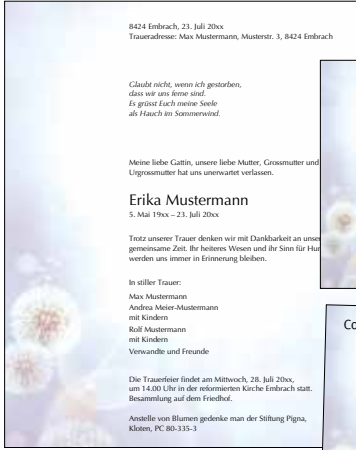 8424 Embrach, 23. Juli 20xx
Traueradresse: Max Mustermann, Musterstr. 3, 8424 Embrach
Glaubt nicht, wenn ich gestorben,
dass wir uns ferne sind.
Es grüsst Euch meine Seele
als Hauch im Sommerwind.
Meine liebe Gattin, unsere liebe Mutter, Grossmutter und
Urgrossmutter hat uns unerwartet verlassen.
Erika Mustermann
5. Mai 19xx – 23. Juli 20xx
Trotz unserer Trauer denken wir mit Dankbarkeit an
gemeinsame Zeit. Ihr heiteres Wesen und ihr Sinn für
werden uns immer in Erinnerung bleiben.
In stiller Trauer:
Max Mustermann
Andrea Meier-Mustermann
mit Kindern
Rolf Mustermann
mit Kindern
Verwandte und Freunde
Die Trauerfeier findet am Mittwoch, 28. Juli 20xx,
um 14.00 Uhr in der reformierten Kirche Embrach statt.
Besammlung auf dem Friedhof.
Anstelle von Blumen gedenke man der Stiftung Pigna,
Kloten, PC 80-335-3